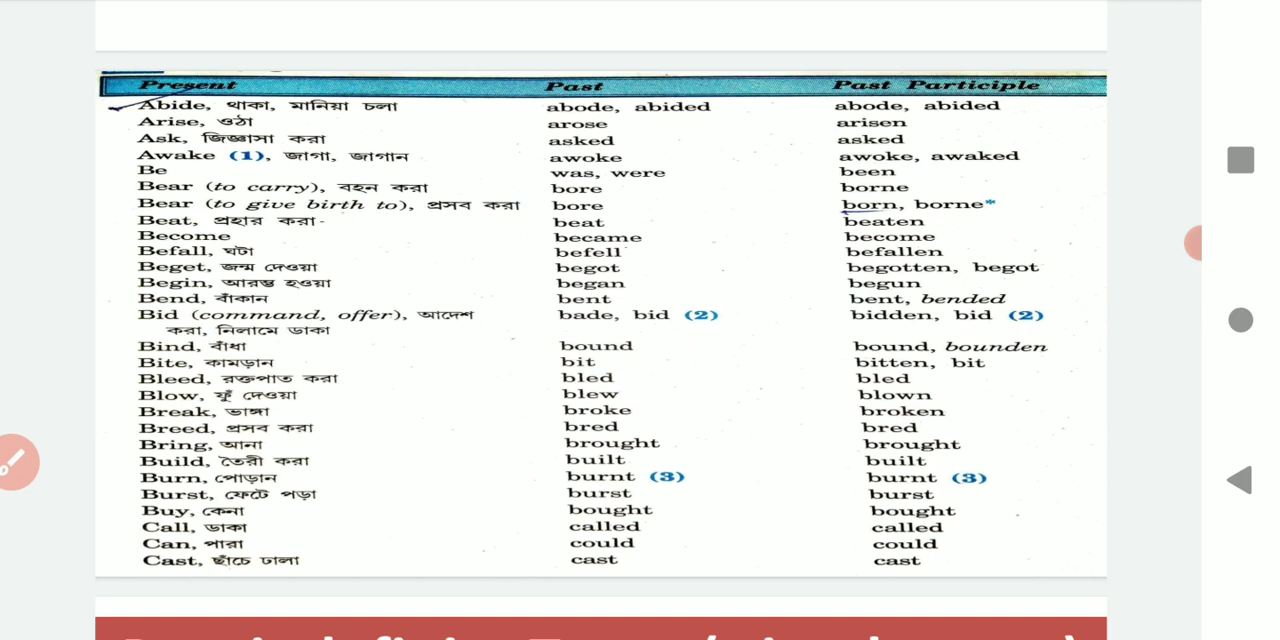 Present Past Past Participle
Abide, থাকা, মানিয়া চলা abode, abided abode, abided
Arise, ওঠা arose arisen
Ask, জিজ্ঞাসা করা asked asked
Awake (1), জাগা, জাগান awoke awoke, awaked
Be was, were been
Bear (to carry), বহন করা bore borne
Bear (to give birth to), প্রসব করা bore born, borne*
Beat, প্রহার করা beat beaten
Become became become
Befall, ঘটা befell befallen
Beget, জন্ম দেওয়া begot begotten, begot
Begin, আরম্ভ হওয়া began begun
Bend, বাঁকান bent bent, bended
Bid (command, offer), আদেশ bade, bid (2) bidden, bid (2)
করা, নিলামে ডাকা
Bind, বাঁধা bound bound, bounden
Bite, কামড়ান bit bitten, bit
Bleed, রক্তপাত করা bled bled
Blow, ফুঁ দেওয়া blew blown
Break, ভাঙ্গা broke broken
Breed, প্রসব করা bred bred
Bring, আনা brought brought
Build, তৈরী করা built built
Burn, পোড়ান burnt (3) burnt (3)
Burst, ফেটে পড়া burst burst
Buy, কেনা bought bought
Call, ডাকা called called
Can, পারা could could
Cast, ছাঁচে ঢালা cast cast